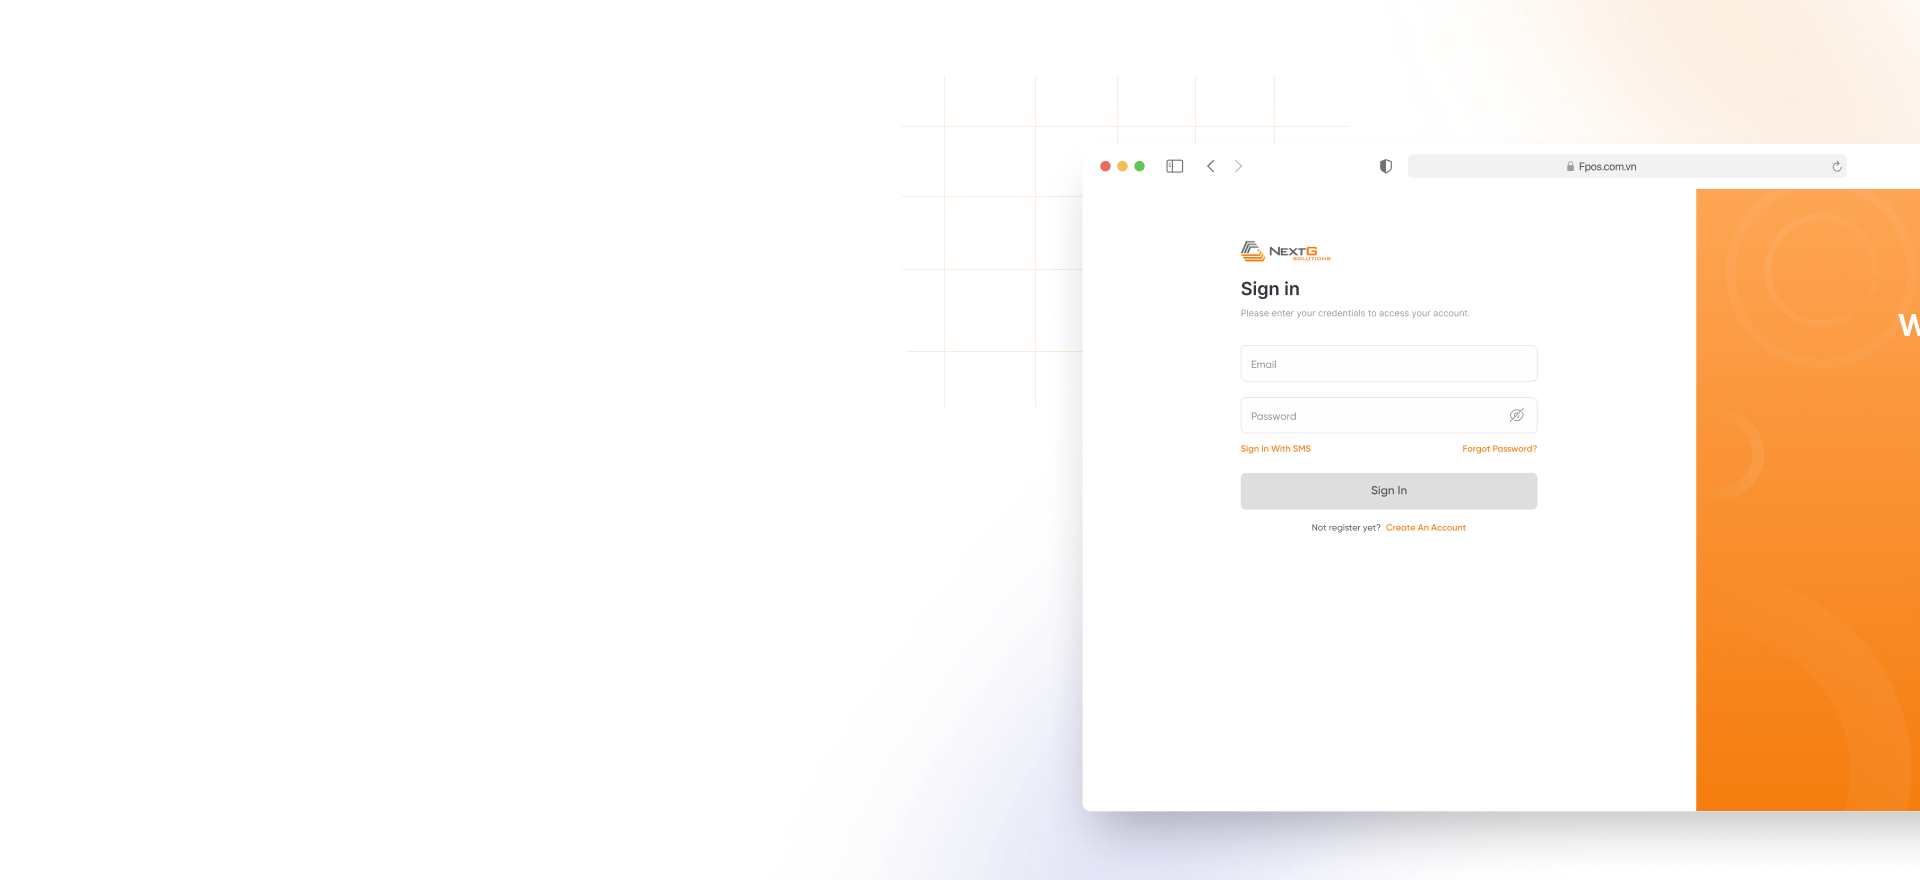 Fpos.com.vn
NextG
SOLUTIONS
W
Sign in
Please enter your credentials to access your account.
Email
Password
Sign In With SMS
Forgot Password?
Sign In
Not register yet? Create An Account